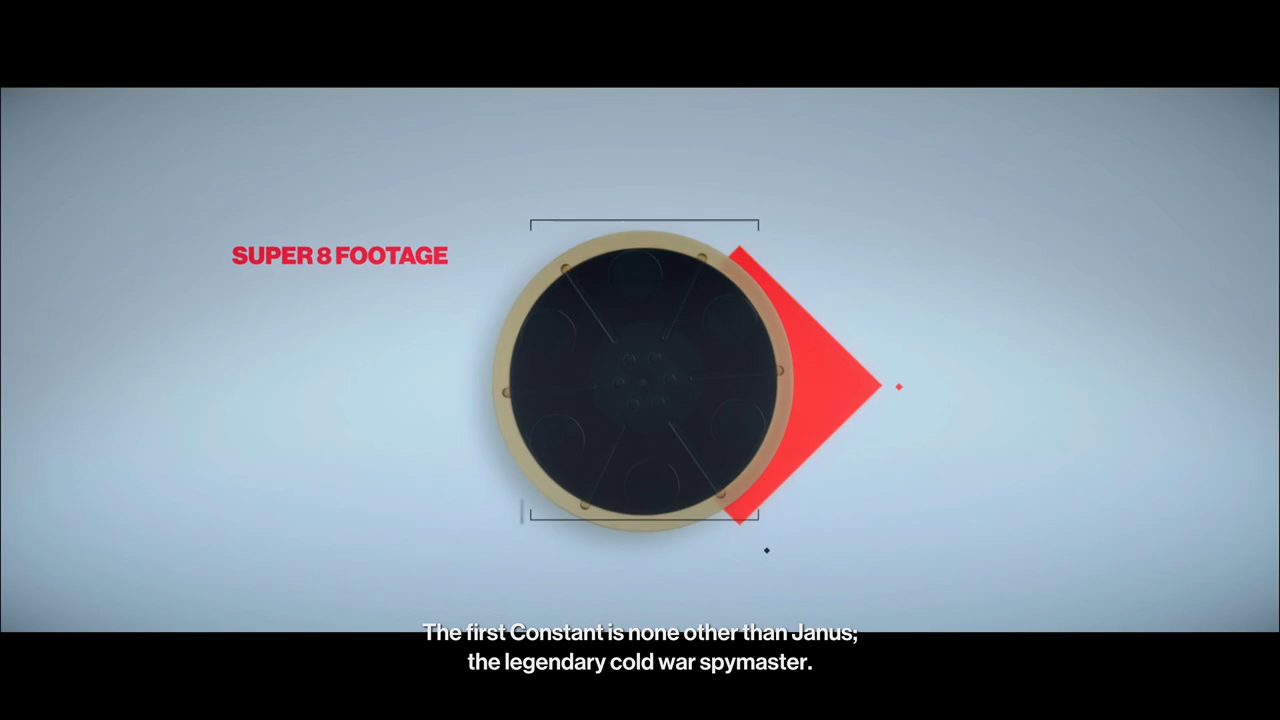 SUPER 8 FOOTAGE
The first Constant is none other than Janus;
the legendary cold war spymaster.